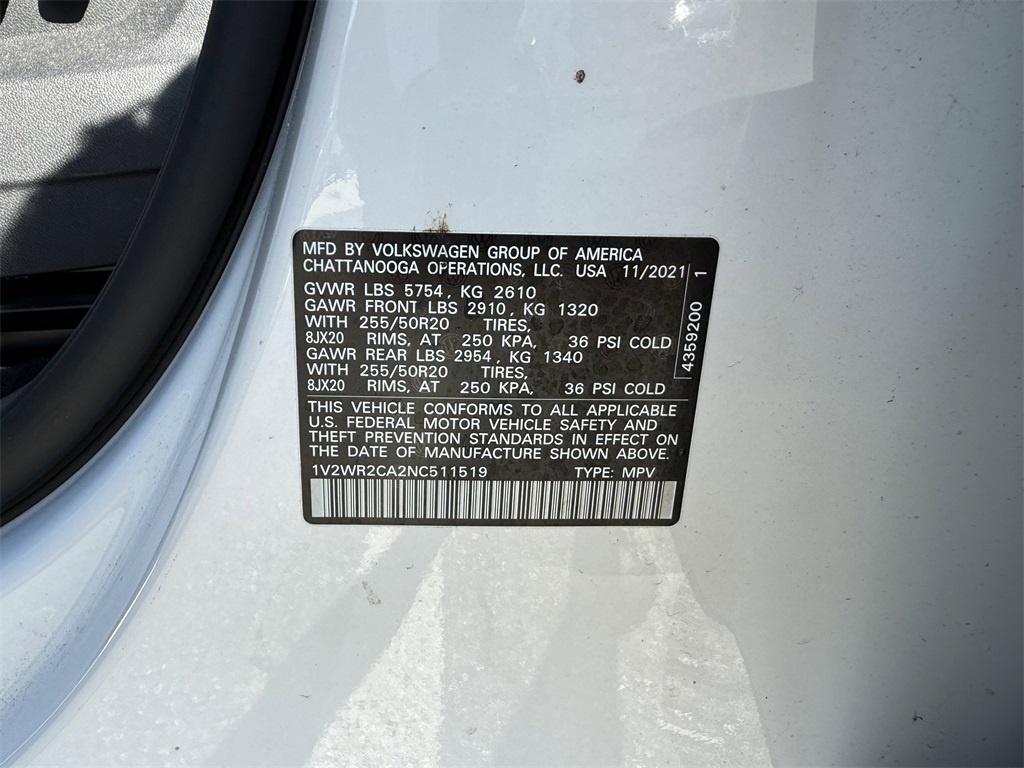 MFD BY VOLKSWAGEN GROUP OF AMERICA
CHATTANOOGA OPERATIONS, LLC. USA 11/2021
GVWR LBS 5754, KG 2610
GAWR FRONT LBS 2910, KG 1320
WITH 255/50R20 TIRES,
8JX20 RIMS, AT 250 KPA, 36 PSI COLD
GAWR REAR LBS 2954, KG 1340
WITH 255/50R20 TIRES,
8JX20 RIMS, AT 250 KPA, 36 PSI COLD
4359200 1
THIS VEHICLE CONFORMS TO ALL APPLICABLE
U.S. FEDERAL MOTOR VEHICLE SAFETY AND
THEFT PREVENTION STANDARDS IN EFFECT ON
THE DATE OF MANUFACTURE SHOWN ABOVE.
1V2WR2CA2NC511519 TYPE: MPV